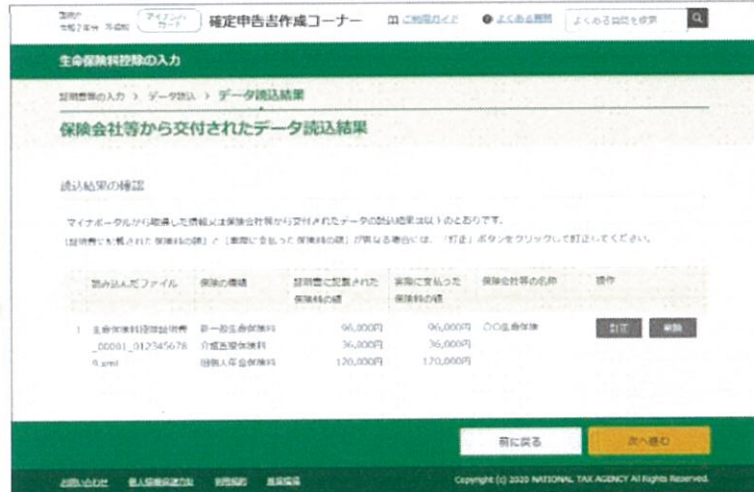 国税庁
令和2年分 所得税
マイナンバーカード
確定申告書作成コーナー
ご利用ガイド
よくある質問
よくある質問を検索
生命保険料控除の入力
証明書等の入力 > データ読込 > データ読込結果
保険会社等から交付されたデータ読込結果
読込結果の確認
マイナポータルから取得した情報又は保険会社等から交付されたデータの読込結果は以下のとおりです。
「証明書に記載された保険料の額」と「実際に支払った保険料の額」が異なる場合には、「訂正」ボタンをクリックして訂正してください。
読み込んだファイル 保険の種類 証明書に記載された保険料の額 実際に支払った保険料の額 保険会社等の名称 操作
1 生命保険料控除証明書_00001_0123456789.xml 新一般生命保険料 96,000円 96,000円 〇〇生命保険 訂正 削除
介護医療保険料 36,000円 36,000円
旧個人年金保険料 120,000円 120,000円
前に戻る 次へ進む
お問い合わせ 個人情報保護方針 利用規約 推奨環境
Copyright (c) 2020 NATIONAL TAX AGENCY All Rights Reserved.